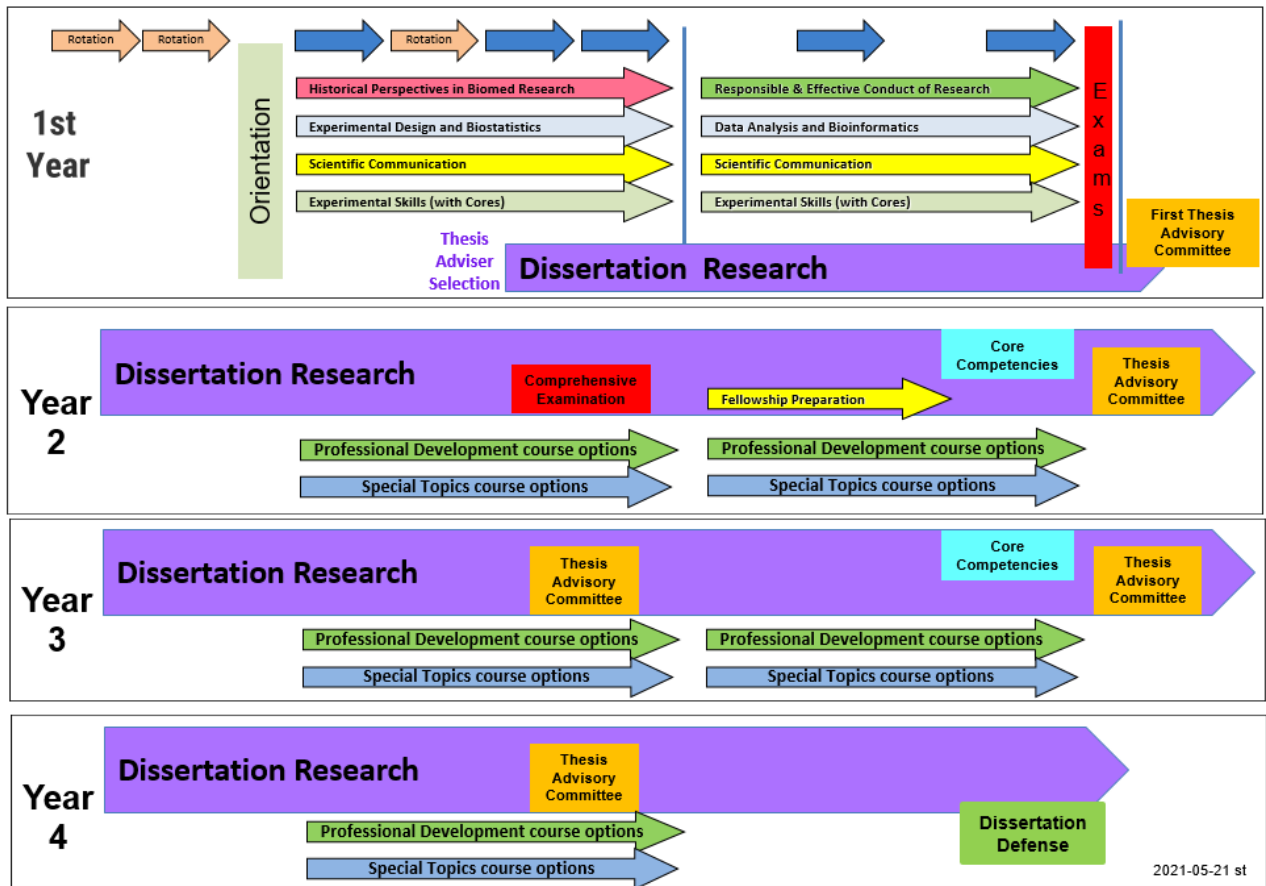 Rotation
Rotation
Rotation
1st
Year
Orientation
Historical Perspectives in Biomed Research
Experimental Design and Biostatistics
Scientific Communication
Experimental Skills (with Cores)
Responsible & Effective Conduct of Research
Data Analysis and Bioinformatics
Scientific Communication
Experimental Skills (with Cores)
Exams
Thesis
Adviser
Selection
Dissertation Research
First Thesis
Advisory
Committee
Year
2
Dissertation Research
Comprehensive
Examination
Fellowship Preparation
Core
Competencies
Thesis
Advisory
Committee
Professional Development course options
Professional Development course options
Special Topics course options
Special Topics course options
Year
3
Dissertation Research
Thesis
Advisory
Committee
Core
Competencies
Thesis
Advisory
Committee
Professional Development course options
Professional Development course options
Special Topics course options
Special Topics course options
Year
4
Dissertation Research
Thesis
Advisory
Committee
Professional Development course options
Special Topics course options
Dissertation
Defense
2021-05-21 st